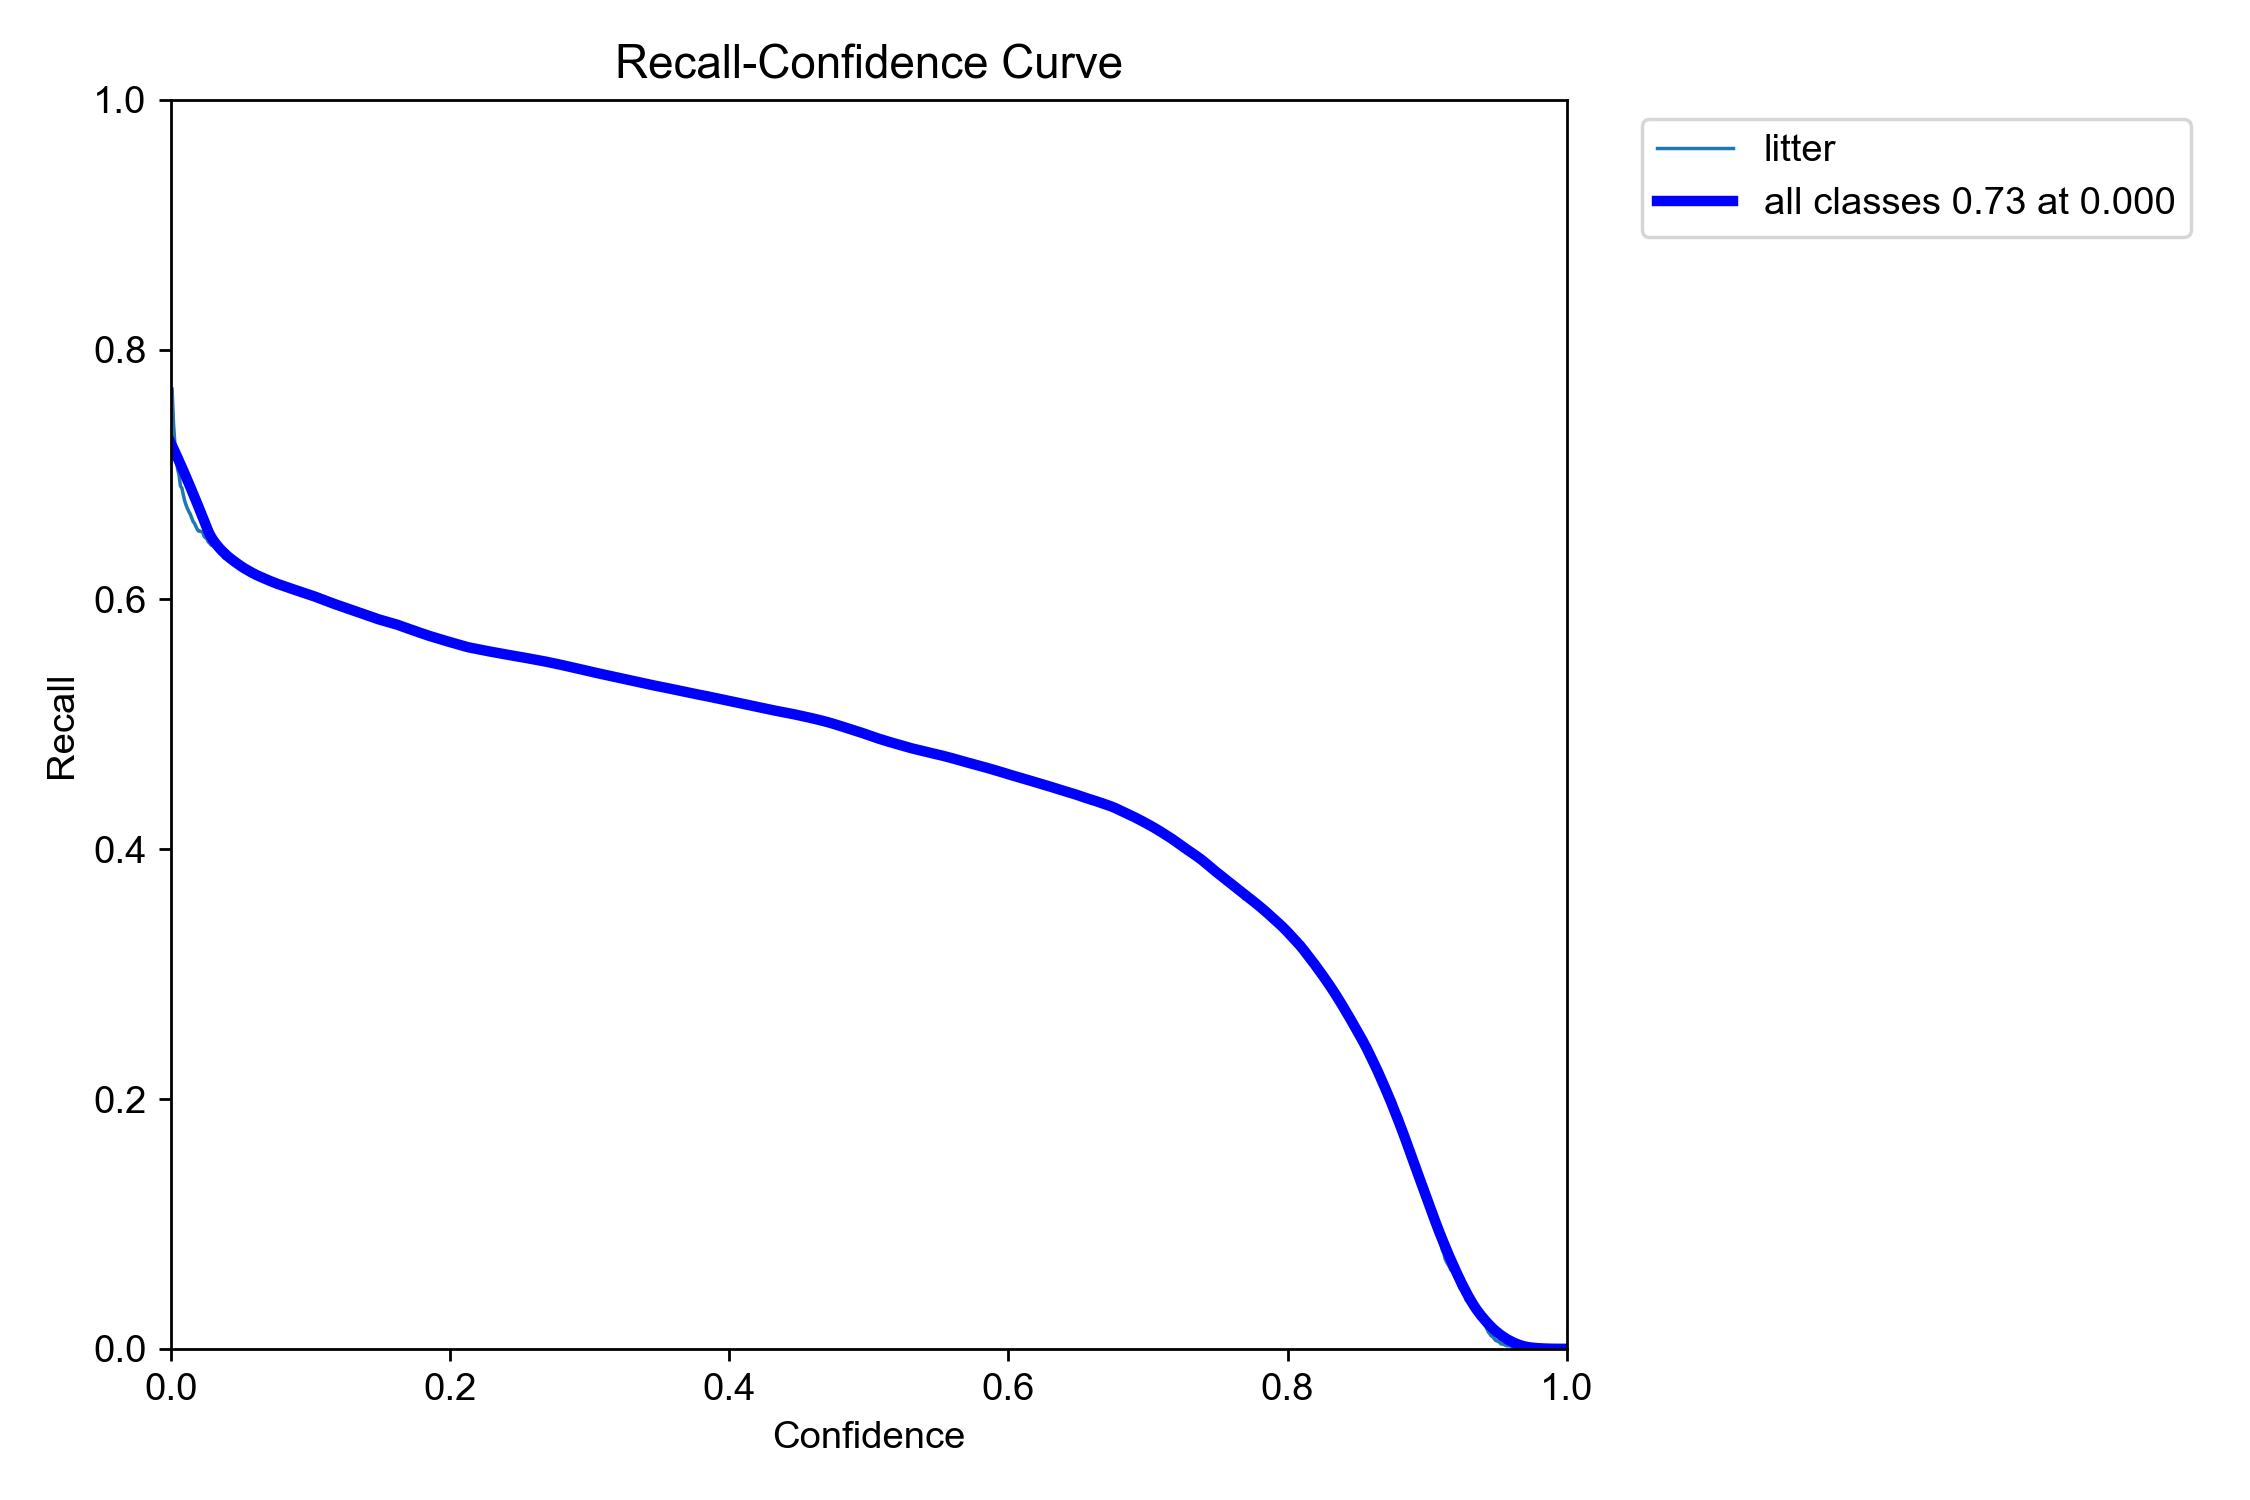 Recall-Confidence Curve
1.0
0.8
0.6
0.4
0.2
0.0
Recall
0.0 0.2 0.4 0.6 0.8 1.0
Confidence
litter
all classes 0.73 at 0.000